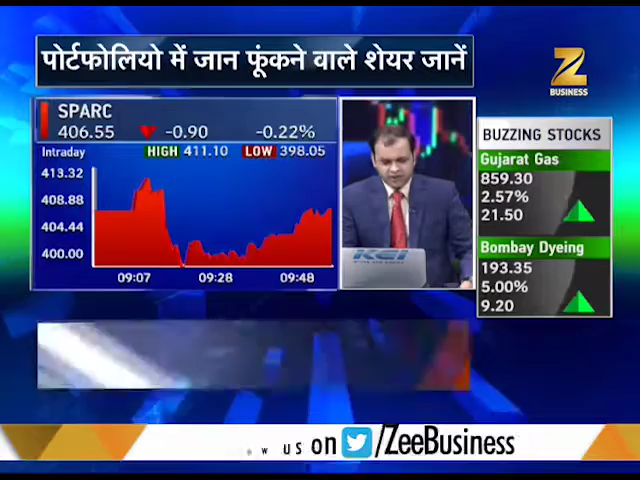 पोर्टफोलियो में जान फूंकने वाले शेयर जानें
Z
BUSINESS
SPARC
406.55 -0.90 -0.22%
Intraday HIGH 411.10 LOW 398.05
413.32
408.88
404.44
400.00
09:07 09:28 09:48
BUZZING STOCKS
Gujarat Gas
859.30
2.57%
21.50
Bombay Dyeing
193.35
5.00%
9.20
US on /ZeeBusiness